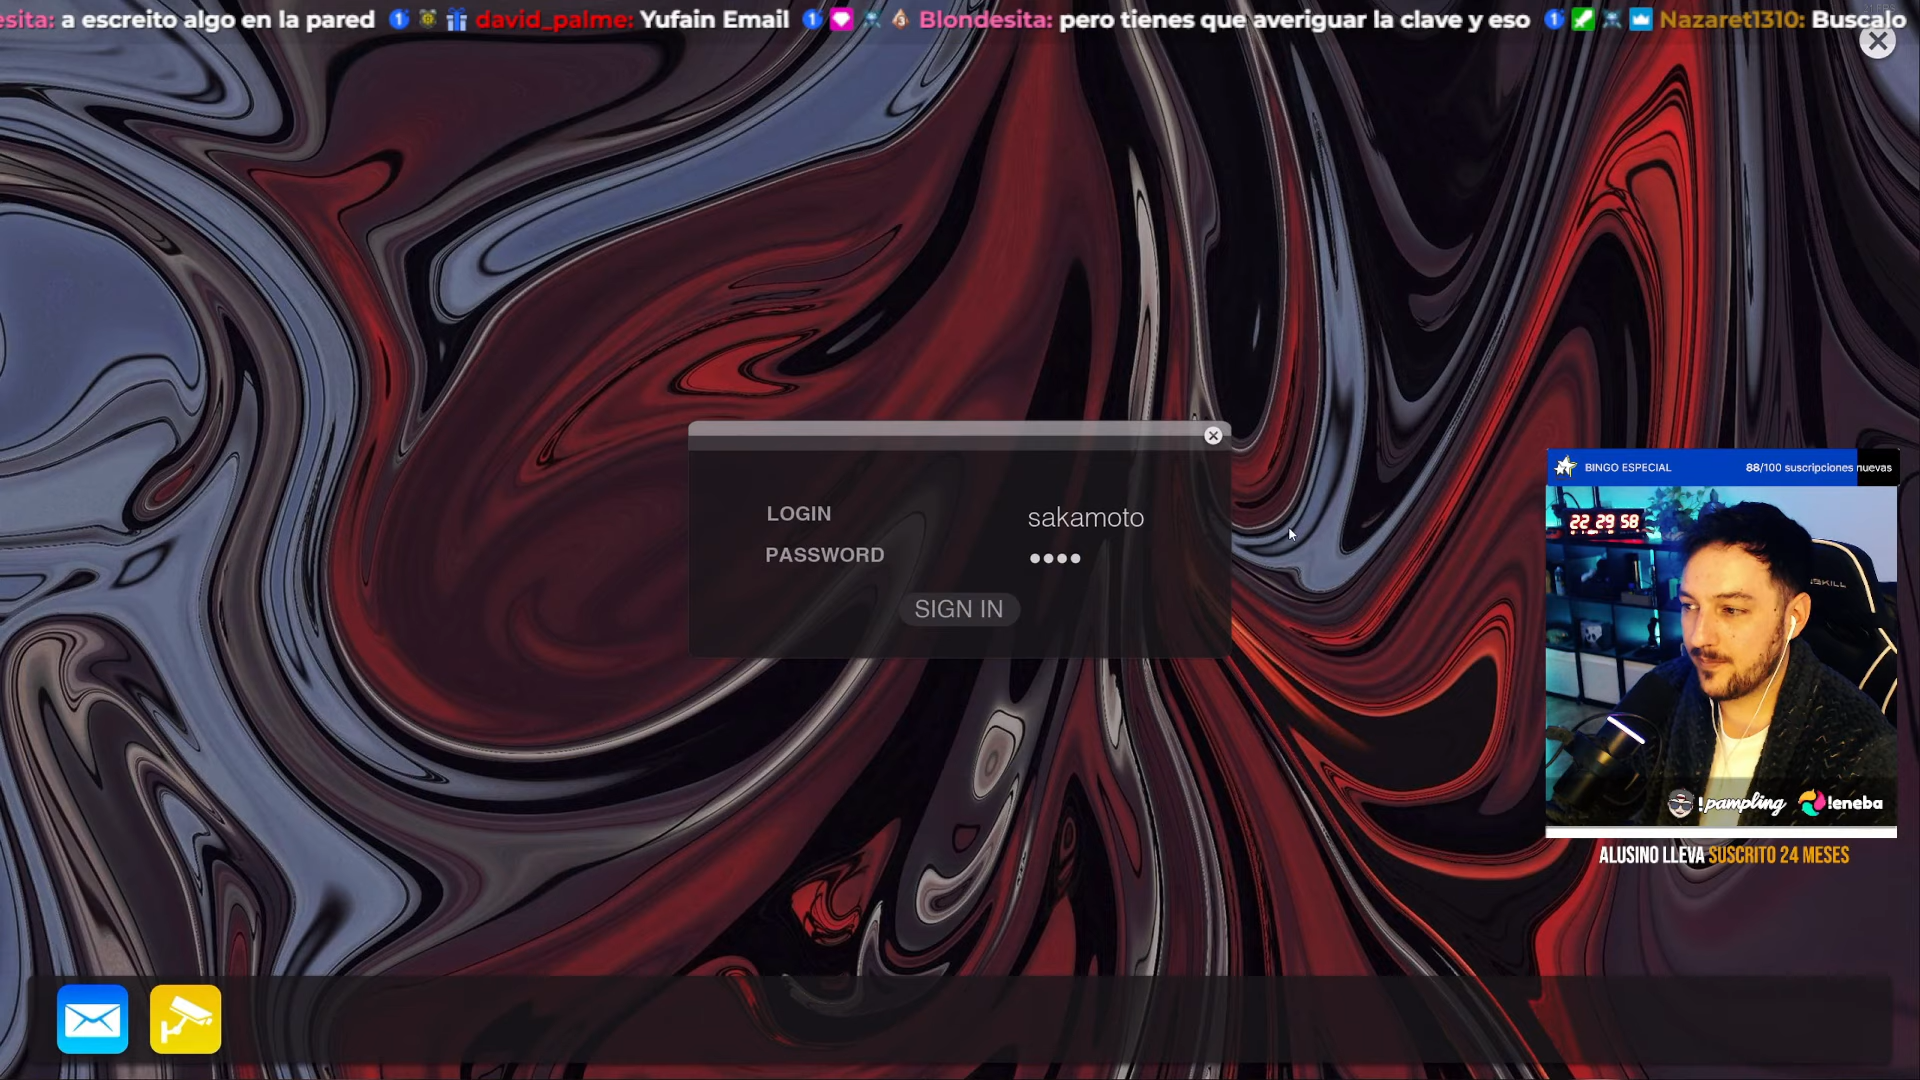 esita: a escreito algo en la pared david_palme: Yufain Email Blondesita: pero tienes que averiguar la clave y eso Nazaret1310: Buscalo
LOGIN sakamoto
PASSWORD ●●●●
SIGN IN
BINGO ESPECIAL 88/100 suscripciones nuevas
22 29 58
!pampling !eneba
ALUSINO LLEVA SUSCRITO 24 MESES